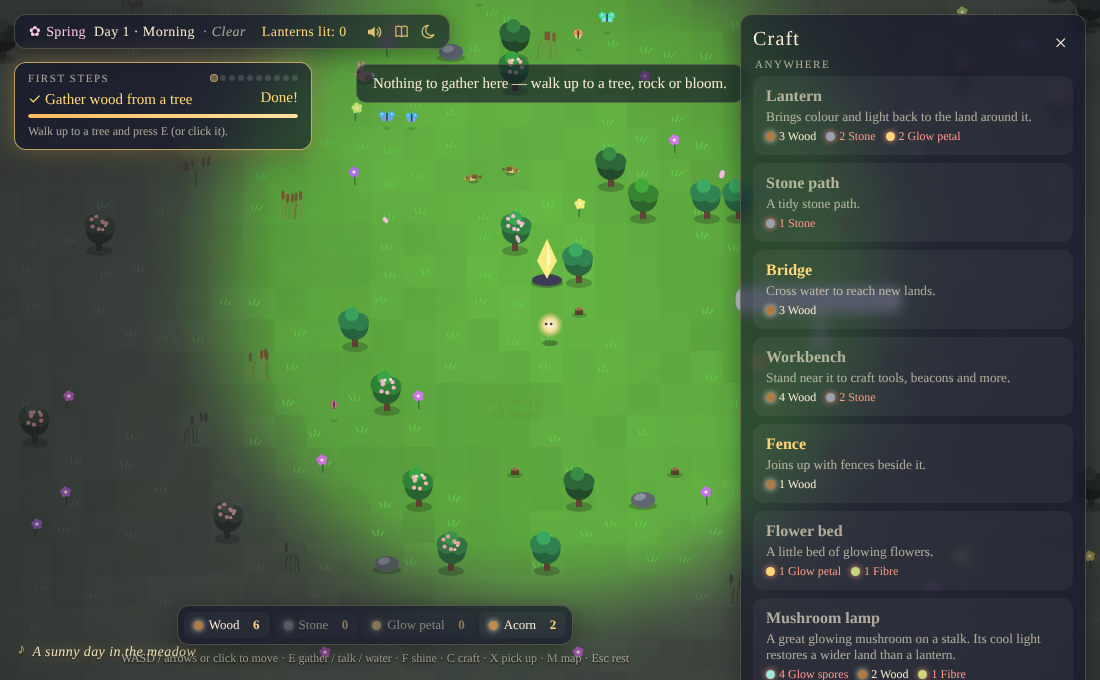 ✿ Spring Day 1 · Morning · Clear Lanterns lit: 0
FIRST STEPS
✓ Gather wood from a tree Done!
Walk up to a tree and press E (or click it).
Nothing to gather here — walk up to a tree, rock or bloom.
+1 Acorn
+2 Wood
Wood 6 Stone 0 Glow petal 0 Acorn 2
♪ A sunny day in the meadow
WASD / arrows or click to move · E gather / talk / water · F shine · C craft · X pick up · M map · Esc rest
Craft ×
ANYWHERE
Lantern
Brings colour and light back to the land around it.
3 Wood 2 Stone 2 Glow petal
Stone path
A tidy stone path.
1 Stone
Bridge
Cross water to reach new lands.
3 Wood
Workbench
Stand near it to craft tools, beacons and more.
4 Wood 2 Stone
Fence
Joins up with fences beside it.
1 Wood
Flower bed
A little bed of glowing flowers.
1 Glow petal 1 Fibre
Mushroom lamp
A great glowing mushroom on a stalk. Its cool light
restores a wider land than a lantern.
4 Glow spores 2 Wood 1 Fibre